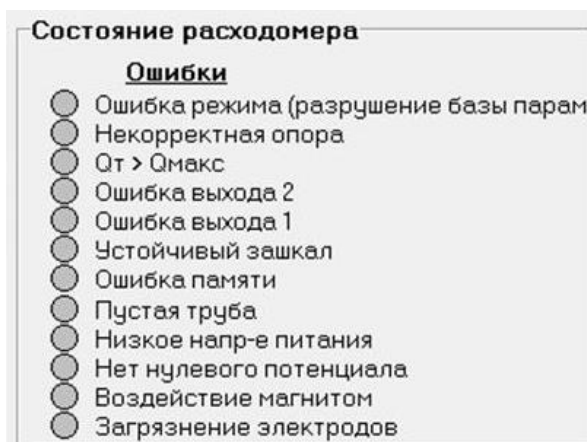 Состояние расходомера
Ошибки
Ошибка режима (разрушение базы парам
Некорректная опора
Qт > Qмакс
Ошибка выхода 2
Ошибка выхода 1
Устойчивый зашкал
Ошибка памяти
Пустая труба
Низкое напр-е питания
Нет нулевого потенциала
Воздействие магнитом
Загрязнение электродов